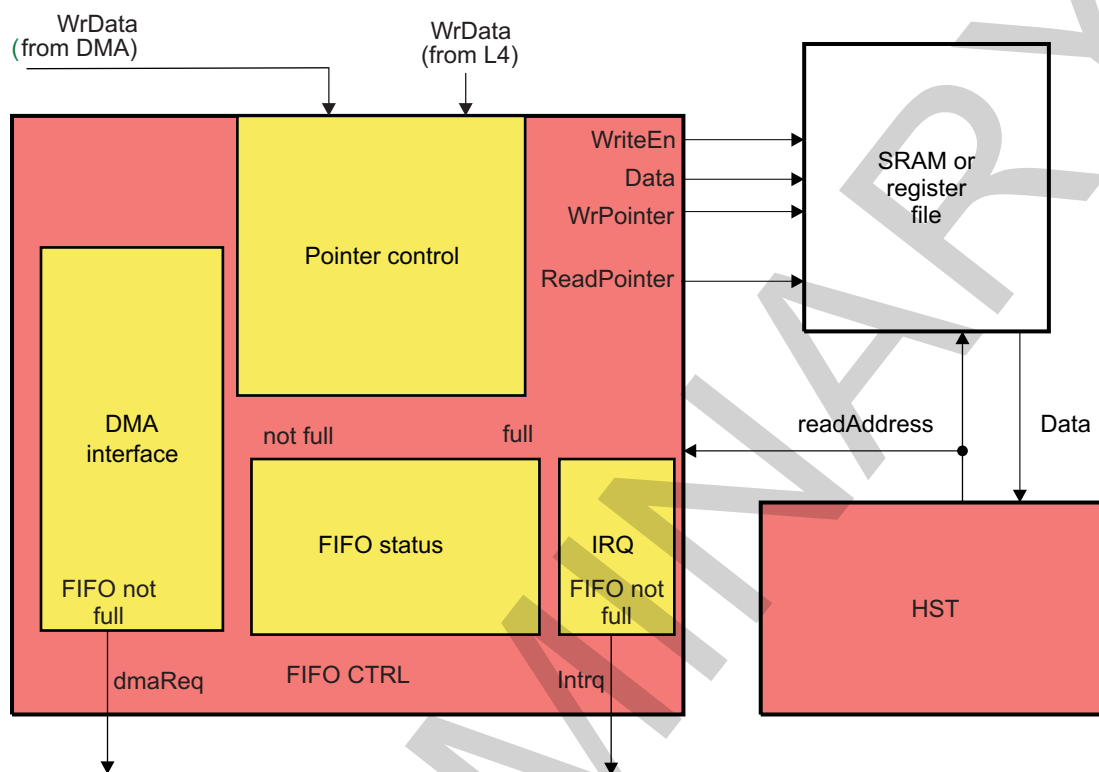 WrData
(from DMA)
WrData
(from L4)
WriteEn
Data
WrPointer
ReadPointer
SRAM or
register
file
Pointer control
DMA
interface
not full
full
readAddress
Data
FIFO status
IRQ
FIFO not
full
FIFO not
full
HST
dmaReq
FIFO CTRL
Intrq
MINARY